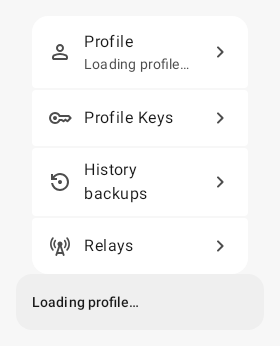 Profile
Loading profile…
Profile Keys
History
backups
Relays
Loading profile…